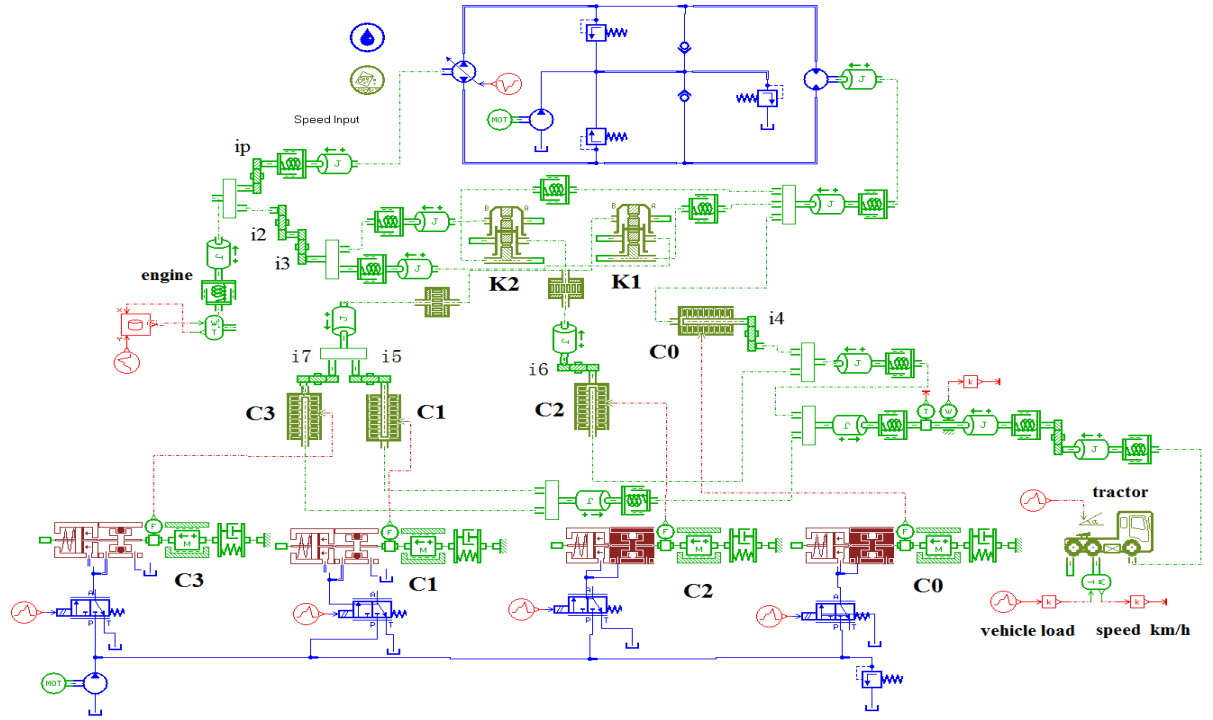 J
MOT
Speed Input
ip
J
J
J
B
A
B
A
i2
engine
J
i3
J
K2
K1
J
i4
C0
X
Y
T
J
i7
i5
i6
J
T
W
C3
C1
C2
J
J
J
k
J
tractor
α
F
M
F
M
F
M
F
M
C3
C1
C2
C0
A
P
T
A
P
T
A
P
T
A
P
T
k
k
vehicle load
speed km/h
MOT